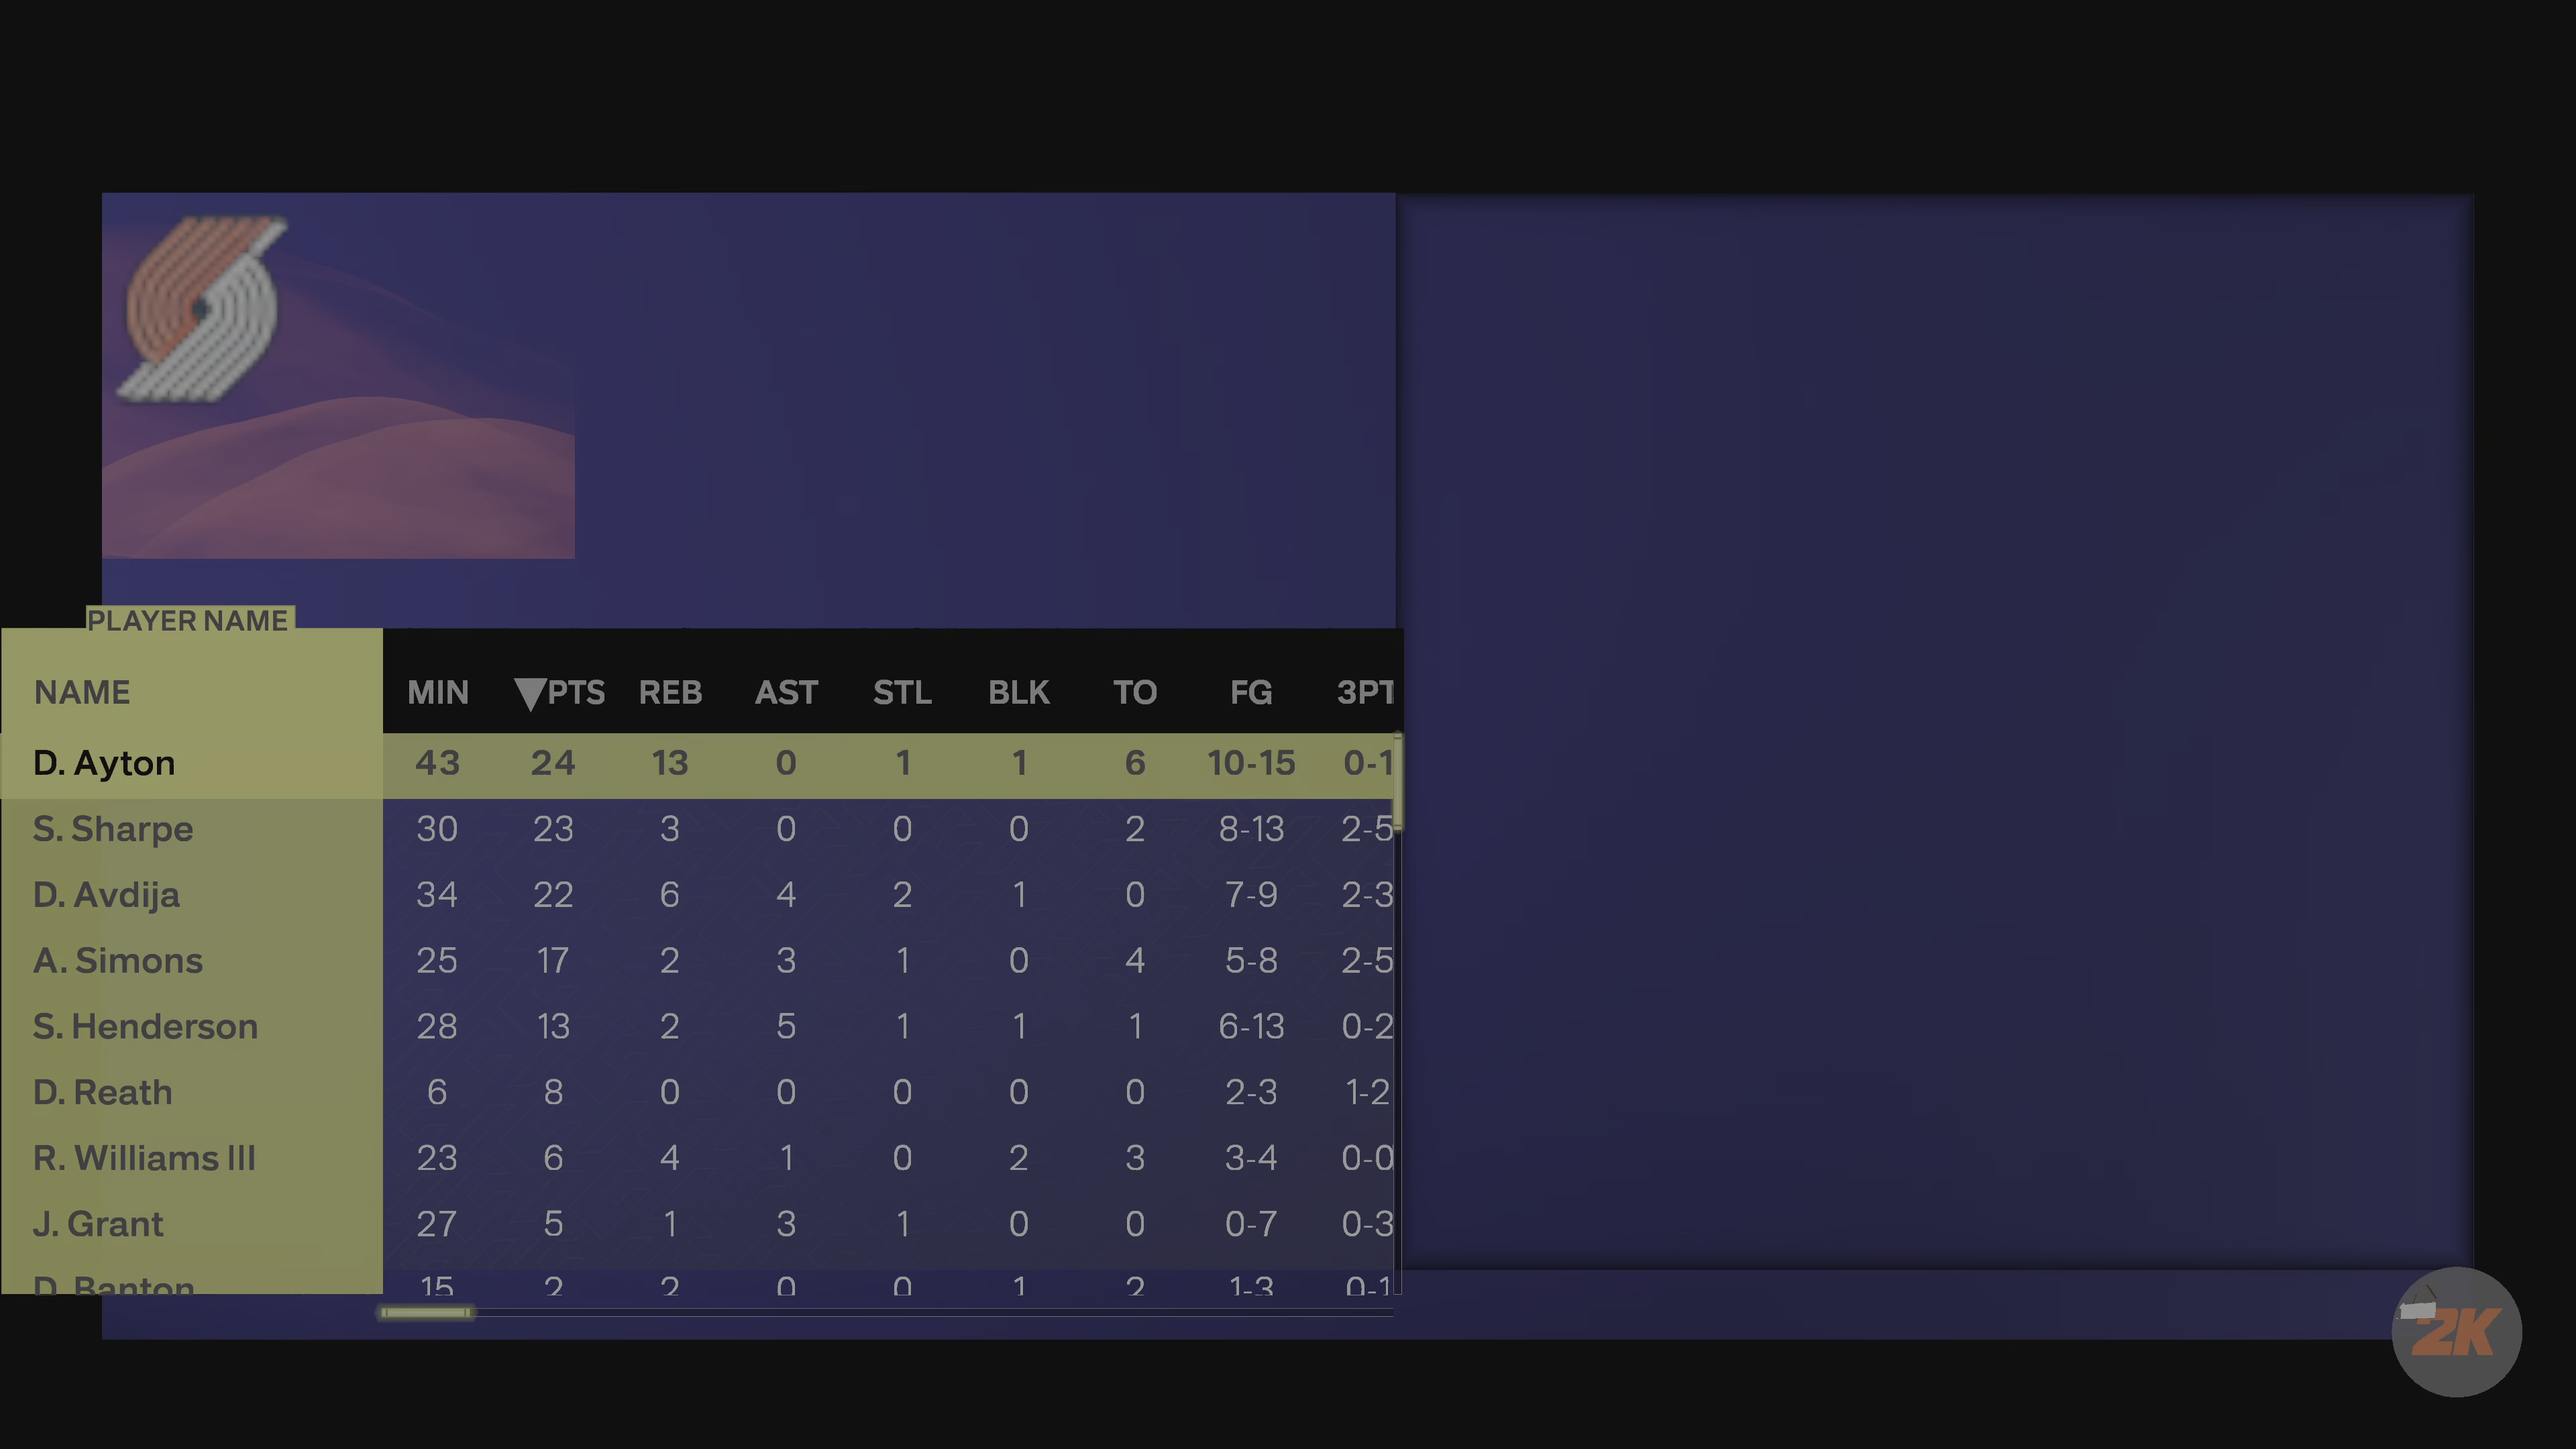 PLAYER NAME
NAME MIN ▼PTS REB AST STL BLK TO FG 3PT
D. Ayton 43 24 13 0 1 1 6 10-15 0-1
S. Sharpe 30 23 3 0 0 0 2 8-13 2-5
D. Avdija 34 22 6 4 2 1 0 7-9 2-3
A. Simons 25 17 2 3 1 0 4 5-8 2-5
S. Henderson 28 13 2 5 1 1 1 6-13 0-2
D. Reath 6 8 0 0 0 0 0 2-3 1-2
R. Williams III 23 6 4 1 0 2 3 3-4 0-0
J. Grant 27 5 1 3 1 0 0 0-7 0-3
D. Banton 15 2 2 0 0 1 2 1-3 0-1
2K